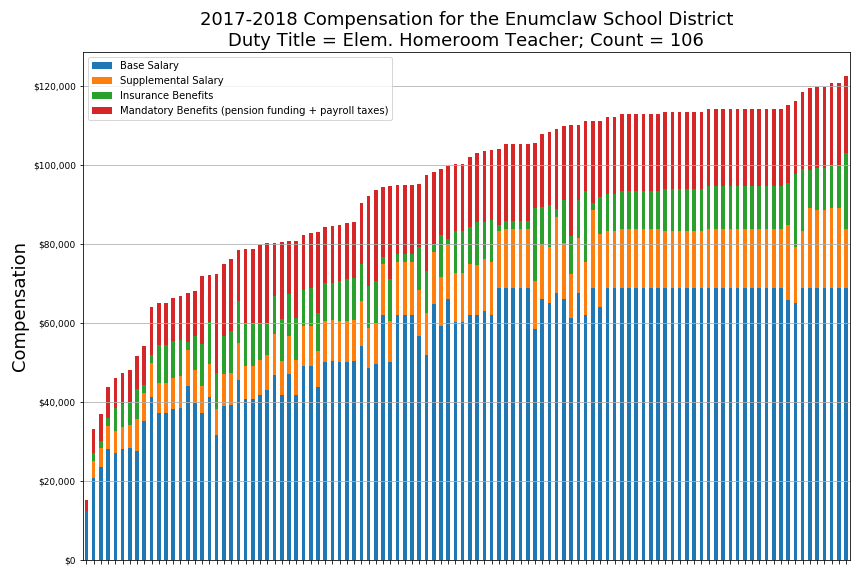 2017-2018 Compensation for the Enumclaw School District
Duty Title = Elem. Homeroom Teacher; Count = 106
Base Salary
Supplemental Salary
Insurance Benefits
Mandatory Benefits (pension funding + payroll taxes)
$120,000
$100,000
$80,000
$60,000
$40,000
$20,000
$0
Compensation